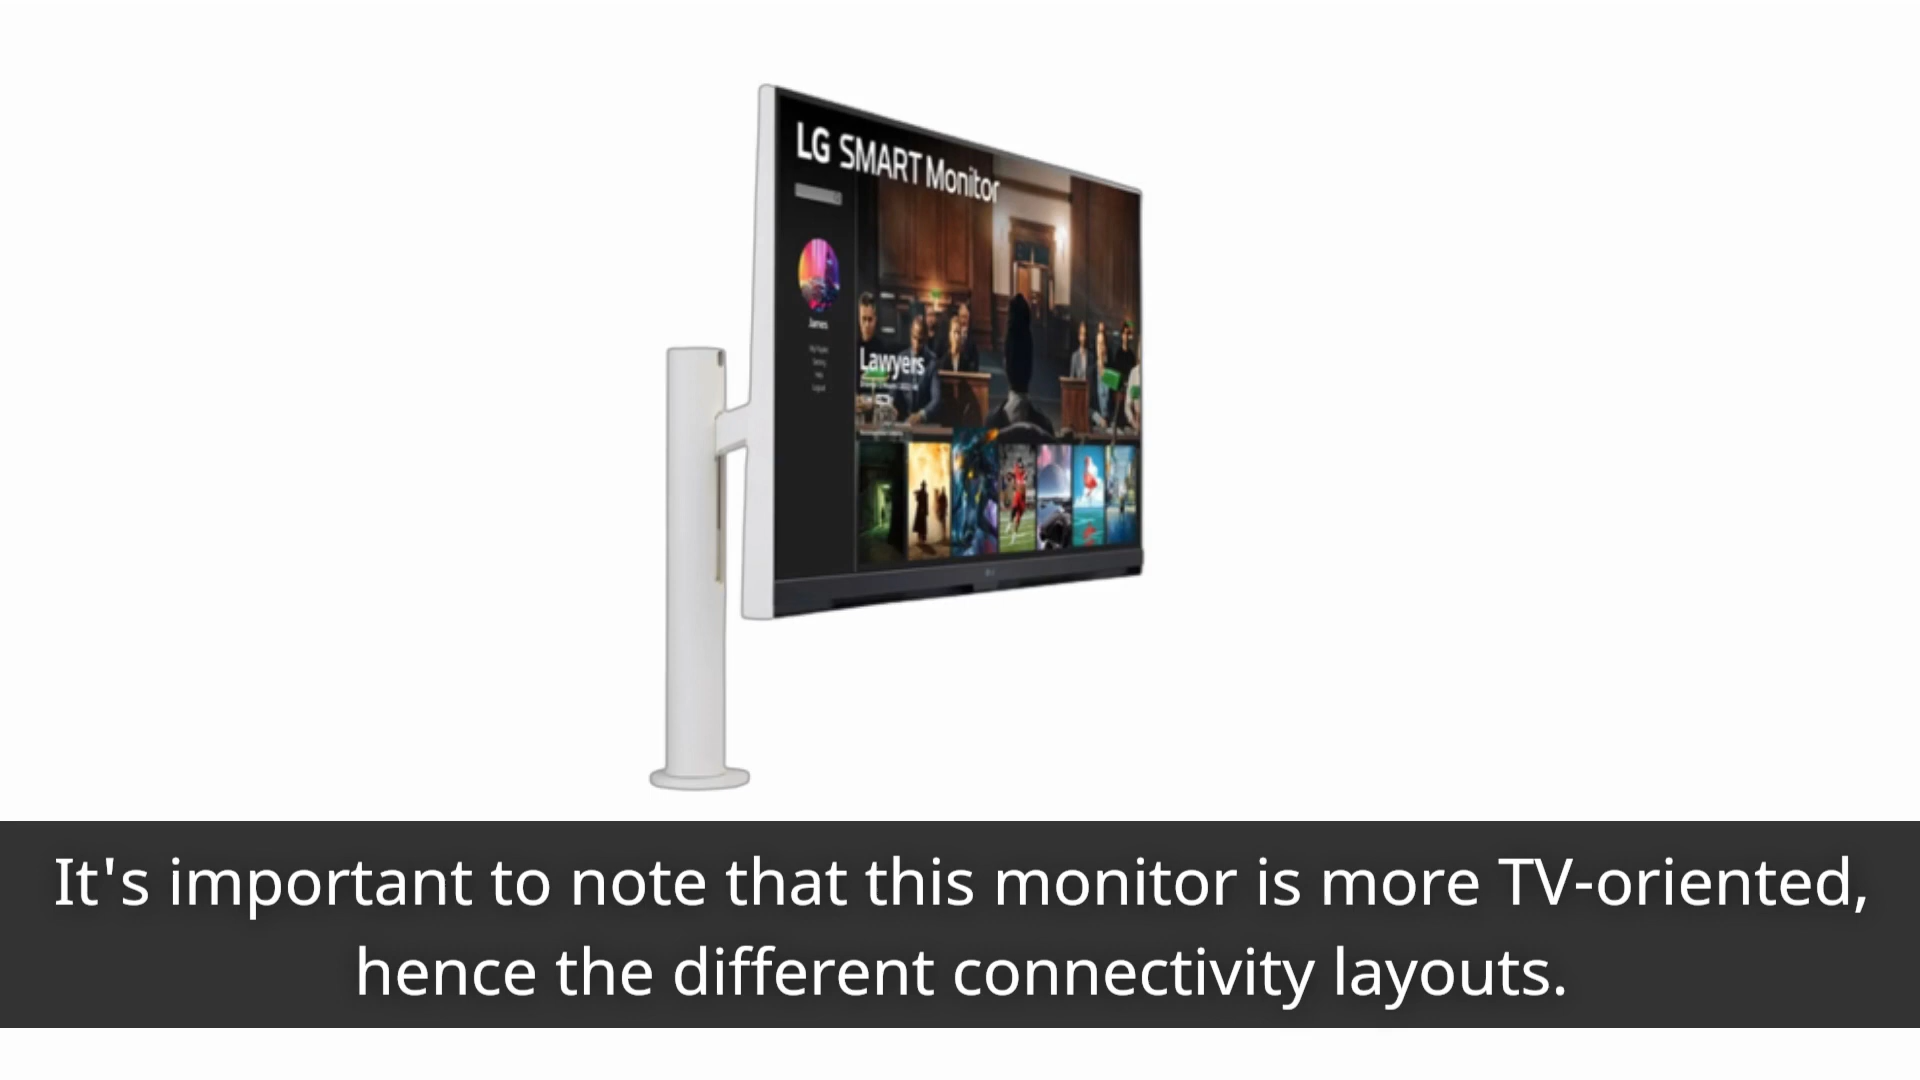 LG SMART Monitor
James
Lawyers
It's important to note that this monitor is more TV-oriented,
hence the different connectivity layouts.